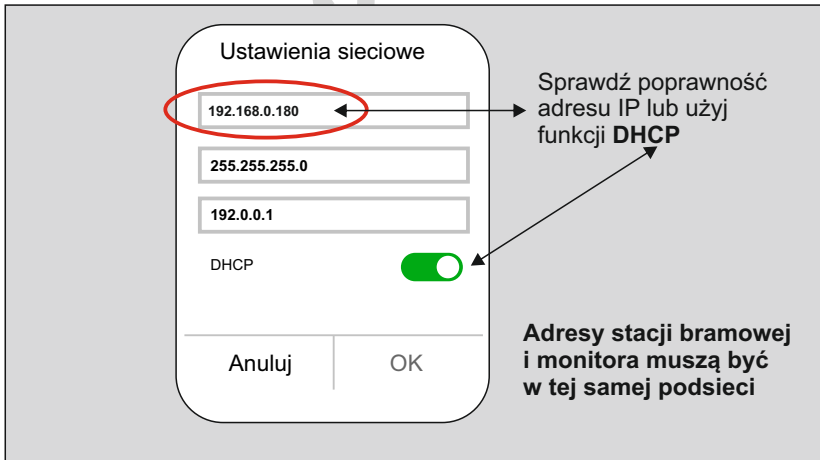 Ustawienia sieciowe
192.168.0.180
255.255.255.0
192.0.0.1
DHCP
Anuluj
OK
Sprawdź poprawność
adresu IP lub użyj
funkcji DHCP
Adresy stacji bramowej
i monitora muszą być
w tej samej podsieci